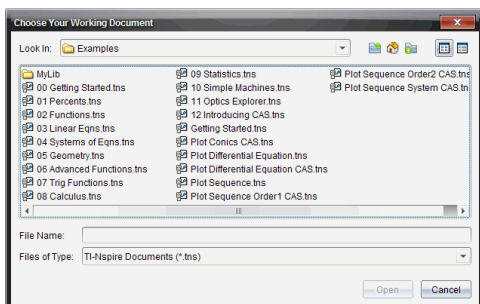 Choose Your Working Document
Look In: Examples
MyLib
00 Getting Started.tns
01 Percents.tns
02 Functions.tns
03 Linear Eqns.tns
04 Systems of Eqns.tns
05 Geometry.tns
06 Advanced Functions.tns
07 Trig Functions.tns
08 Calculus.tns
09 Statistics.tns
10 Simple Machines.tns
11 Optics Explorer.tns
12 Introducing CAS.tns
Getting Started.tns
Plot Conics CAS.tns
Plot Differential Equation.tns
Plot Differential Equation CAS.tns
Plot Sequence.tns
Plot Sequence Order1 CAS.tns
Plot Sequence Order2 CAS.tns
Plot Sequence System CAS.tn
File Name:
Files of Type: TI-Nspire Documents (*.tns)
Open Cancel